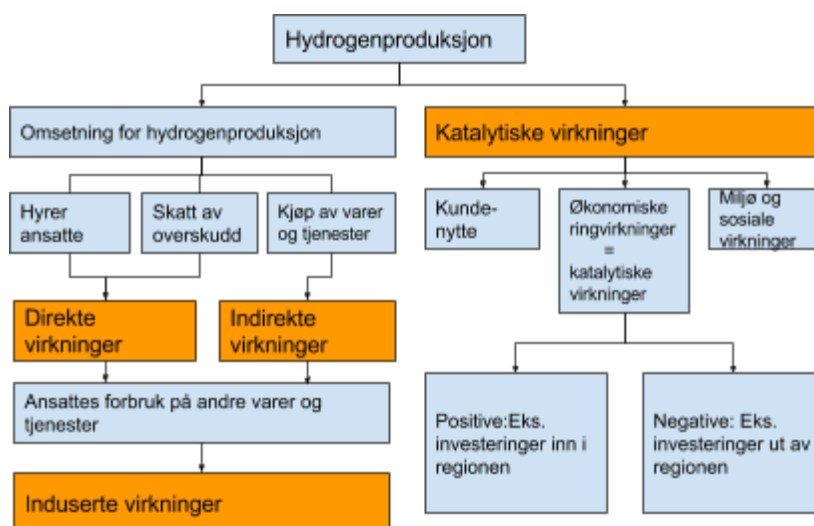 Hydrogenproduksjon
Omsetning for hydrogenproduksjon
Katalytiske virkninger
Hyrer
ansatte
Skatt av
overskudd
Kjøp av varer
og tjenester
Kunde-
nytte
Økonomiske
ringvirkninger
=
katalytiske
virkninger
Miljø og
sosiale
virkninger
Direkte
virkninger
Indirekte
virkninger
Ansattes forbruk på andre varer og
tjenester
Positive:Eks.
investeringer inn i
regionen
Negative: Eks.
investeringer ut av
regionen
Induserte virkninger